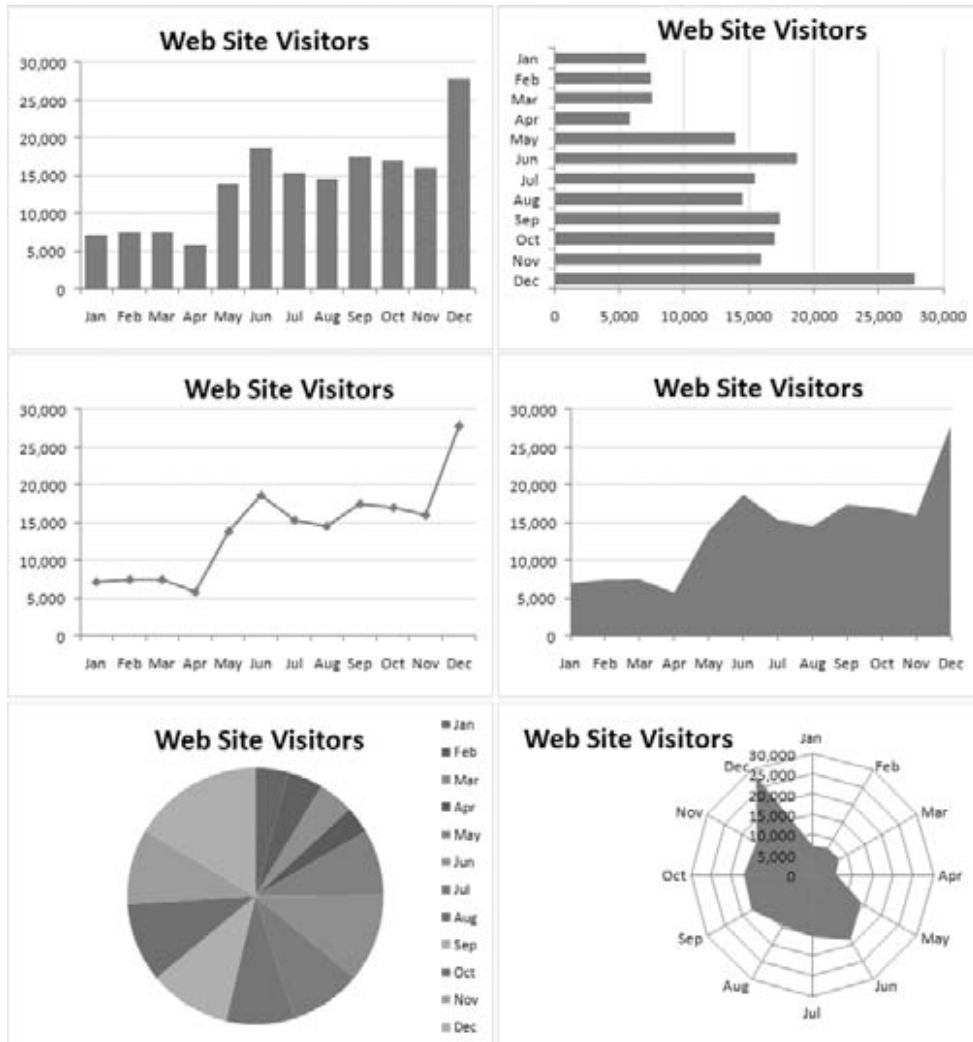 Web Site Visitors
30,000
25,000
20,000
15,000
10,000
5,000
0
Jan Feb Mar Apr May Jun Jul Aug Sep Oct Nov Dec
Web Site Visitors
Jan
Feb
Mar
Apr
May
Jun
Jul
Aug
Sep
Oct
Nov
Dec
0 5,000 10,000 15,000 20,000 25,000 30,000
Web Site Visitors
30,000
25,000
20,000
15,000
10,000
5,000
0
Jan Feb Mar Apr May Jun Jul Aug Sep Oct Nov Dec
Web Site Visitors
30,000
25,000
20,000
15,000
10,000
5,000
0
Jan Feb Mar Apr May Jun Jul Aug Sep Oct Nov Dec
Web Site Visitors
Jan
Feb
Mar
Apr
May
Jun
Jul
Aug
Sep
Oct
Nov
Dec
Web Site Visitors
Jan
Feb
Mar
Apr
May
Jun
Jul
Aug
Sep
Oct
Nov
Dec
30,000
25,000
20,000
15,000
10,000
5,000
0